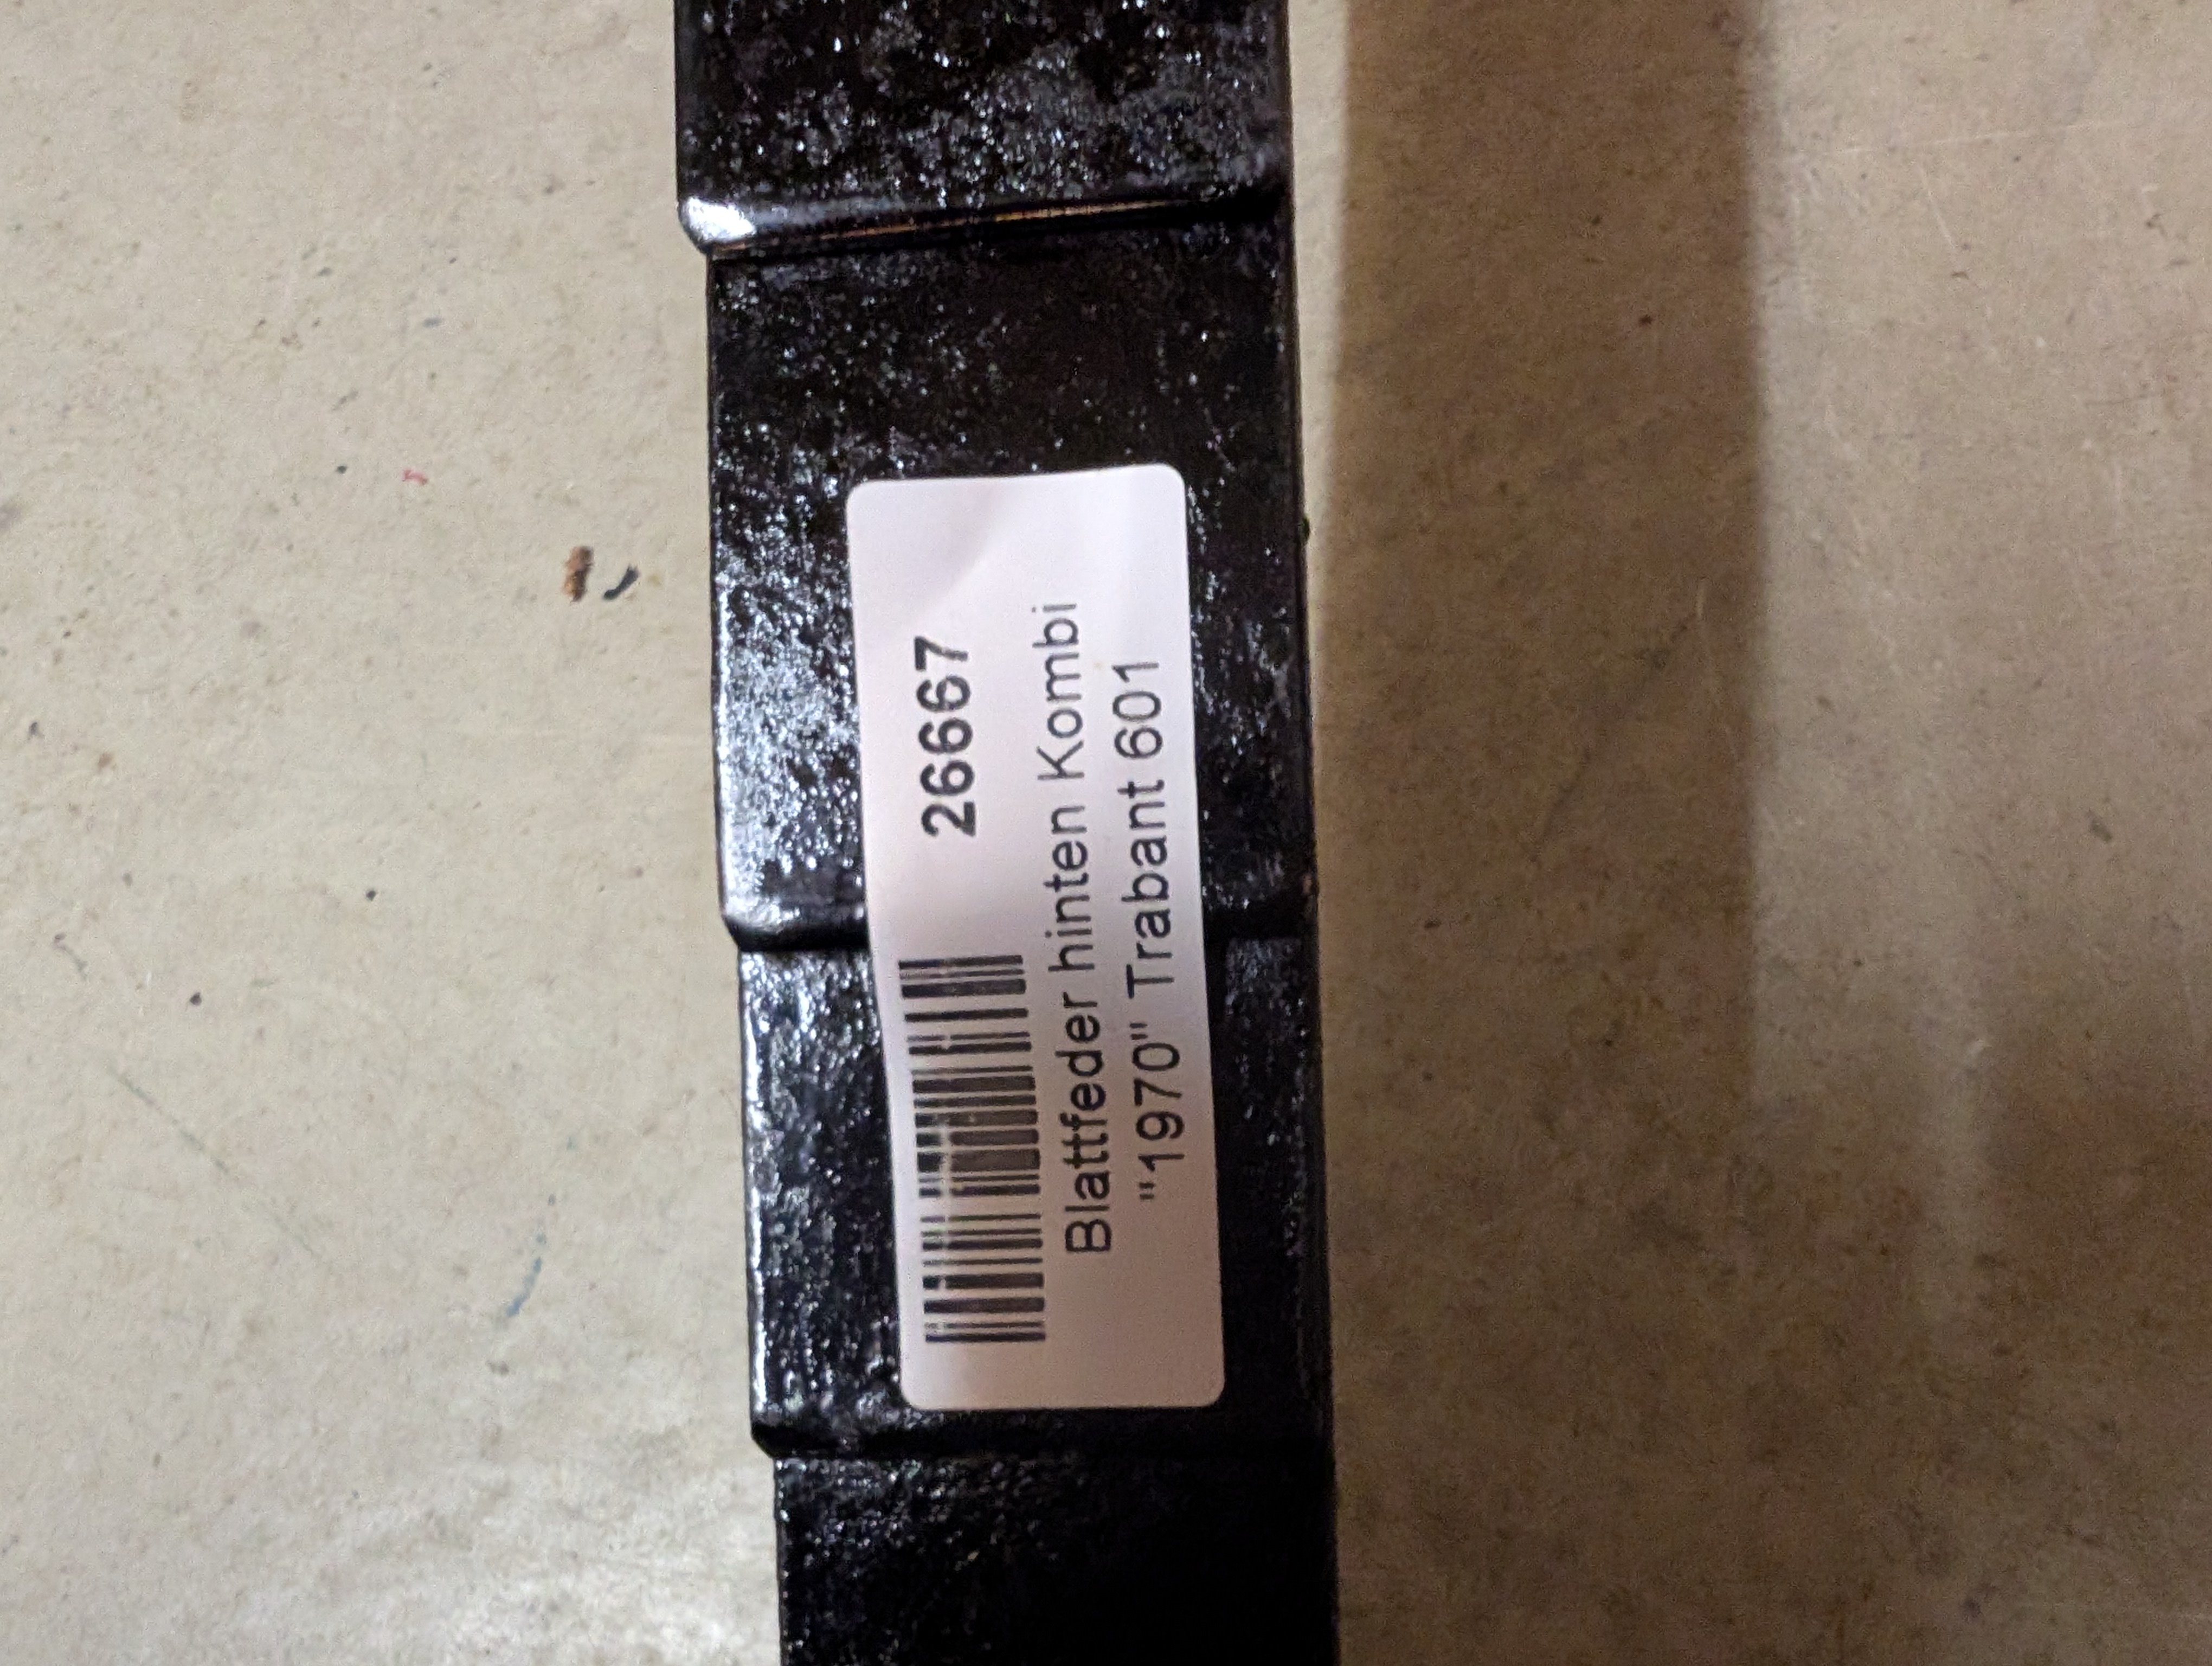 26667
Blattfeder hinten Kombi
"1970" Trabant 601